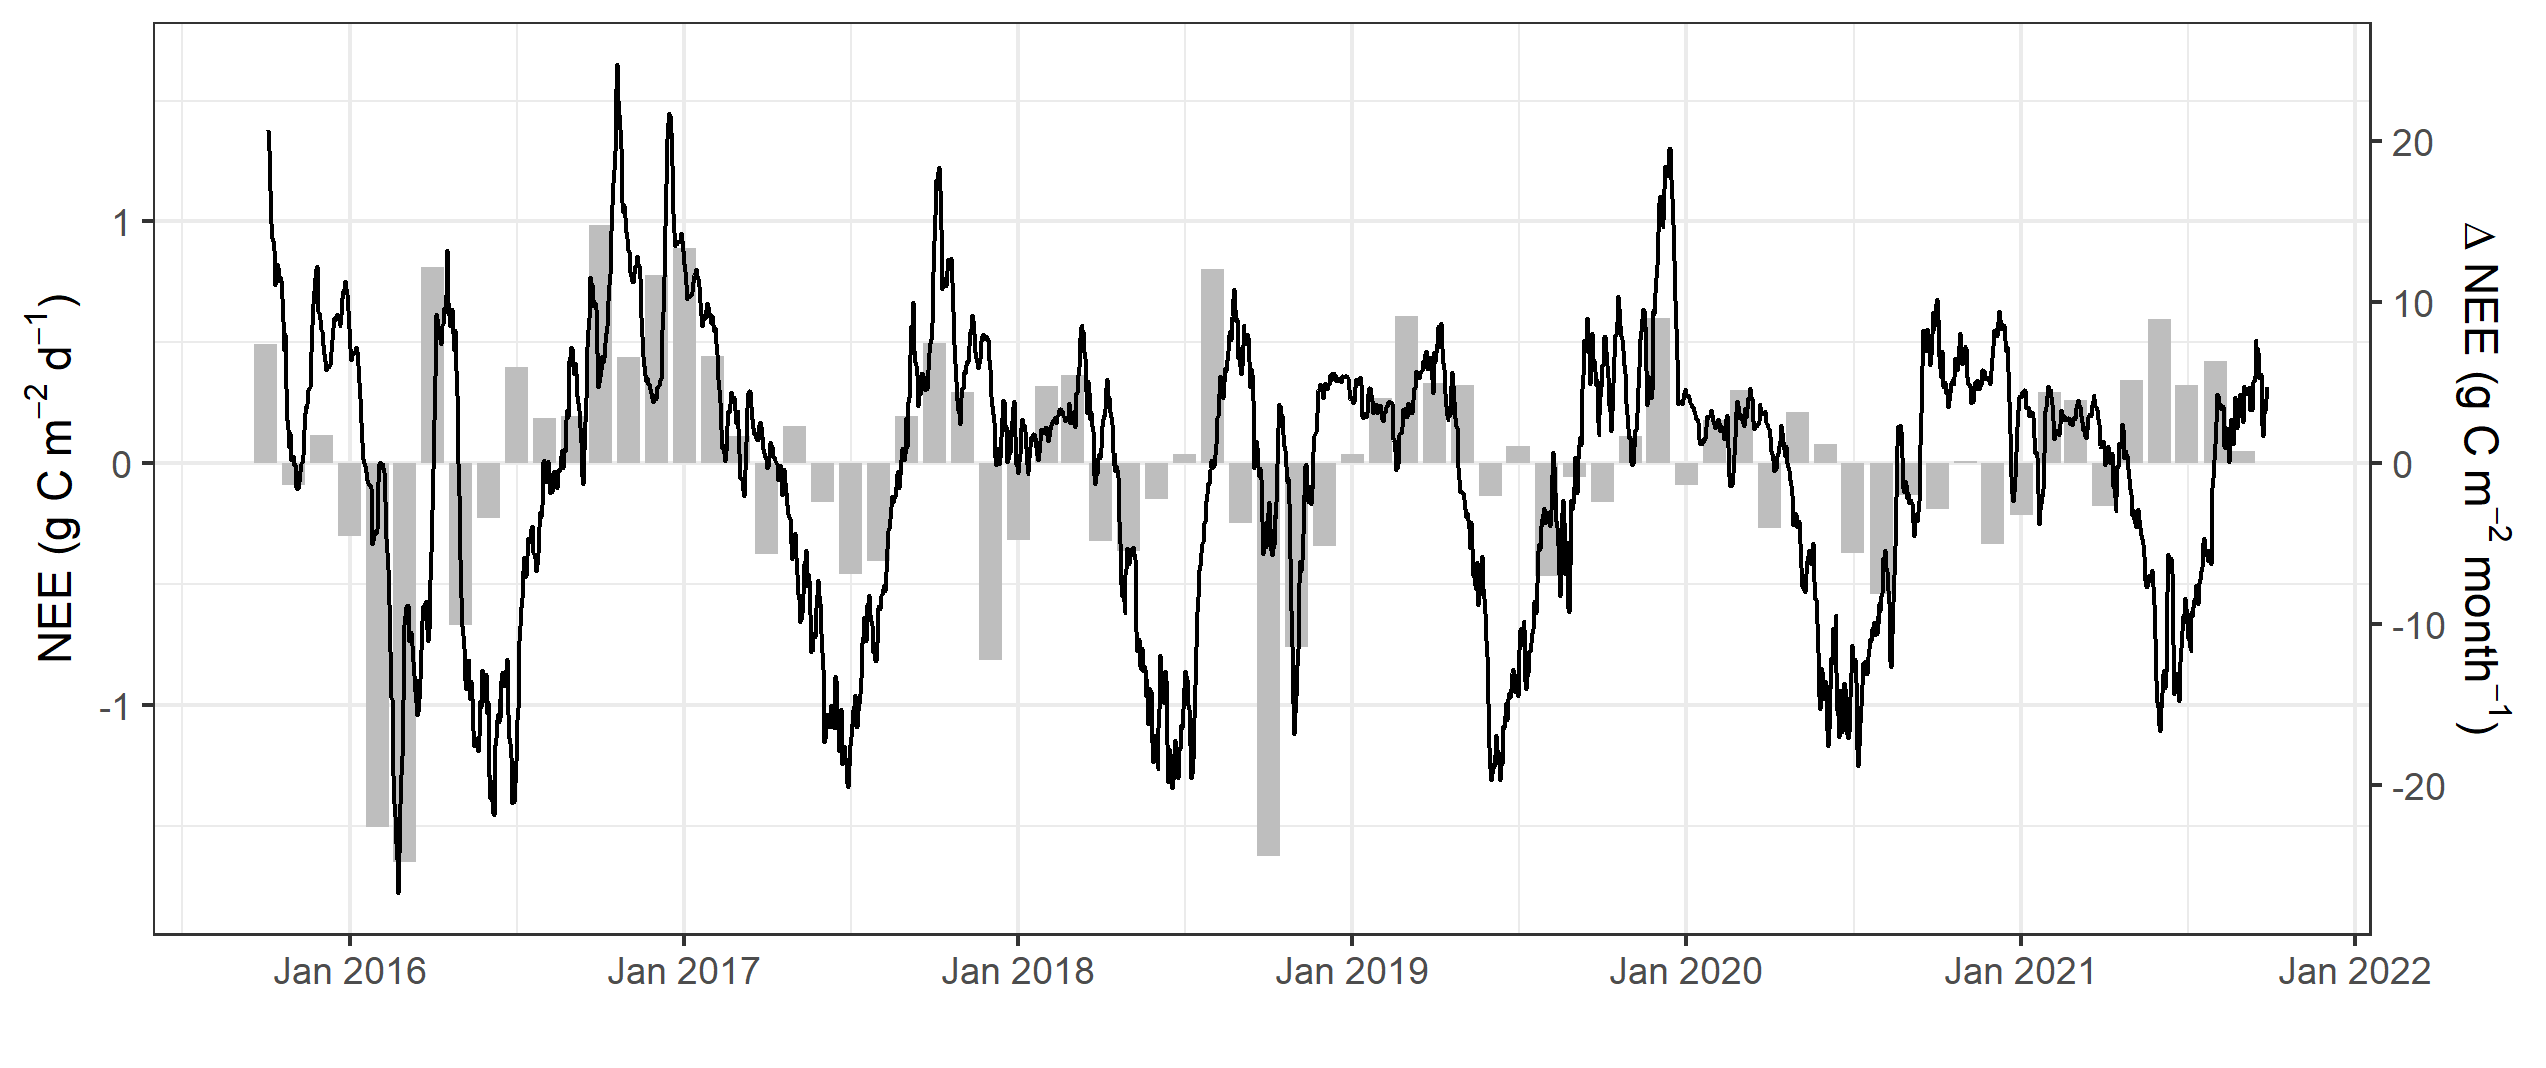 NEE (g C m⁻² d⁻¹)
1
0
-1
20
10
0
-10
-20
Δ NEE (g C m⁻² month⁻¹)
Jan 2016
Jan 2017
Jan 2018
Jan 2019
Jan 2020
Jan 2021
Jan 2022